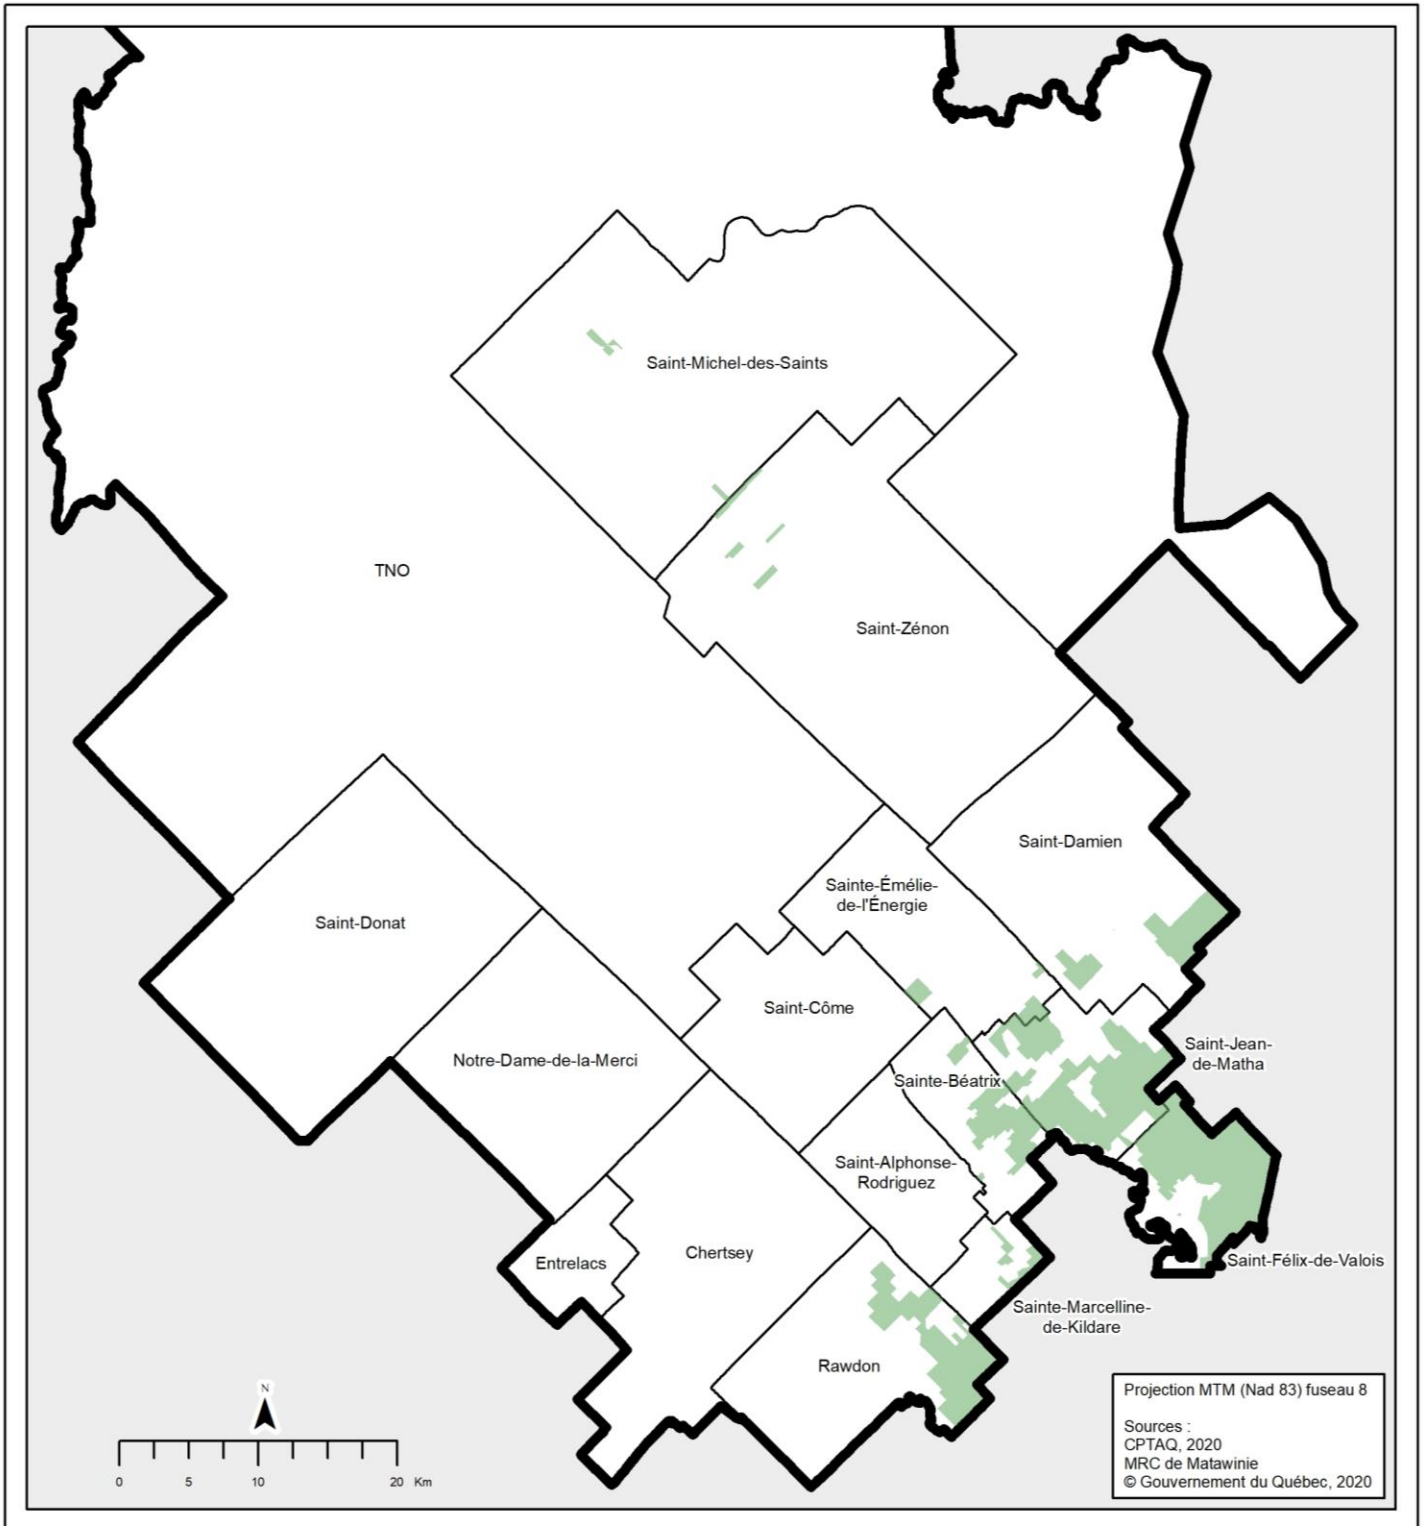 Saint-Michel-des-Saints
TNO
Saint-Zénon
Saint-Damien
Sainte-Émélie-
de-l'Énergie
Saint-Donat
Saint-Côme
Saint-Jean-
de-Matha
Notre-Dame-de-la-Merci
Sainte-Béatrix
Saint-Alphonse-
Rodriguez
Chertsey
Entrelacs
Saint-Félix-de-Valois
Sainte-Marcelline-
de-Kildare
Rawdon
N
0 5 10 20 Km
Projection MTM (Nad 83) fuseau 8
Sources :
CPTAQ, 2020
MRC de Matawinie
© Gouvernement du Québec, 2020